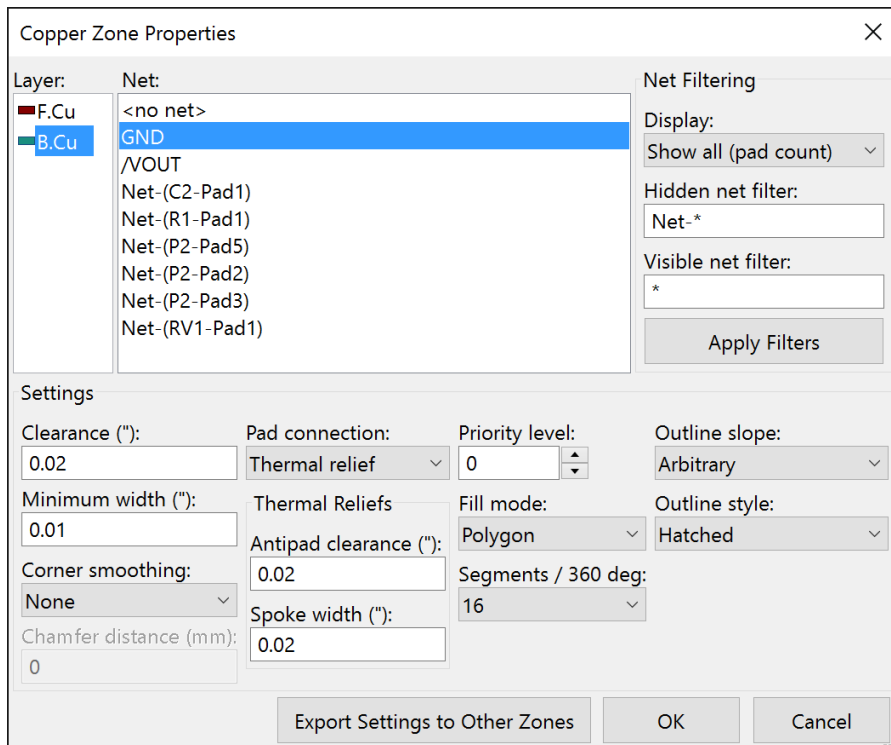 Copper Zone Properties
Layer:
F.Cu
B.Cu
Net:
<no net>
GND
/VOUT
Net-(C2-Pad1)
Net-(R1-Pad1)
Net-(P2-Pad5)
Net-(P2-Pad2)
Net-(P2-Pad3)
Net-(RV1-Pad1)
Net Filtering
Display:
Show all (pad count)
Hidden net filter:
Net-*
Visible net filter:
*
Apply Filters
Settings
Clearance ("):
0.02
Minimum width ("):
0.01
Corner smoothing:
None
Chamfer distance (mm):
0
Pad connection:
Thermal relief
Thermal Reliefs
Antipad clearance ("):
0.02
Spoke width ("):
0.02
Priority level:
0
Fill mode:
Polygon
Segments / 360 deg:
16
Outline slope:
Arbitrary
Outline style:
Hatched
Export Settings to Other Zones
OK
Cancel